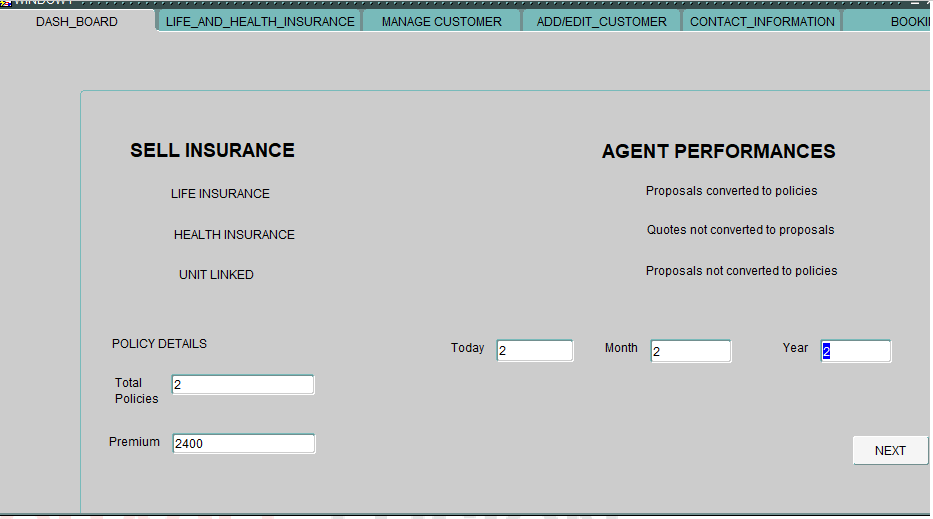 DASH_BOARD
LIFE_AND_HEALTH_INSURANCE
MANAGE CUSTOMER
ADD/EDIT_CUSTOMER
CONTACT_INFORMATION
SELL INSURANCE
LIFE INSURANCE
HEALTH INSURANCE
UNIT LINKED
AGENT PERFORMANCES
Proposals converted to policies
Quotes not converted to proposals
Proposals not converted to policies
POLICY DETAILS
Today 2 Month 2 Year 2
Total
Policies
2
Premium 2400
NEXT